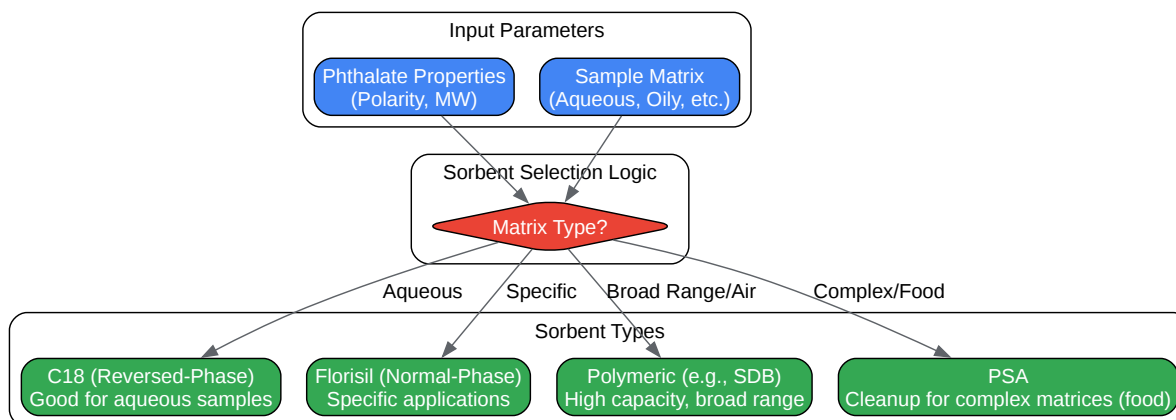 Input Parameters
Phthalate Properties
(Polarity, MW)
Sample Matrix
(Aqueous, Oily, etc.)
Sorbent Selection Logic
Matrix Type?
Aqueous
Specific
Broad Range/Air
Complex/Food
Sorbent Types
C18 (Reversed-Phase)
Good for aqueous samples
Florisil (Normal-Phase)
Specific applications
Polymeric (e.g., SDB)
High capacity, broad range
PSA
Cleanup for complex matrices (food)